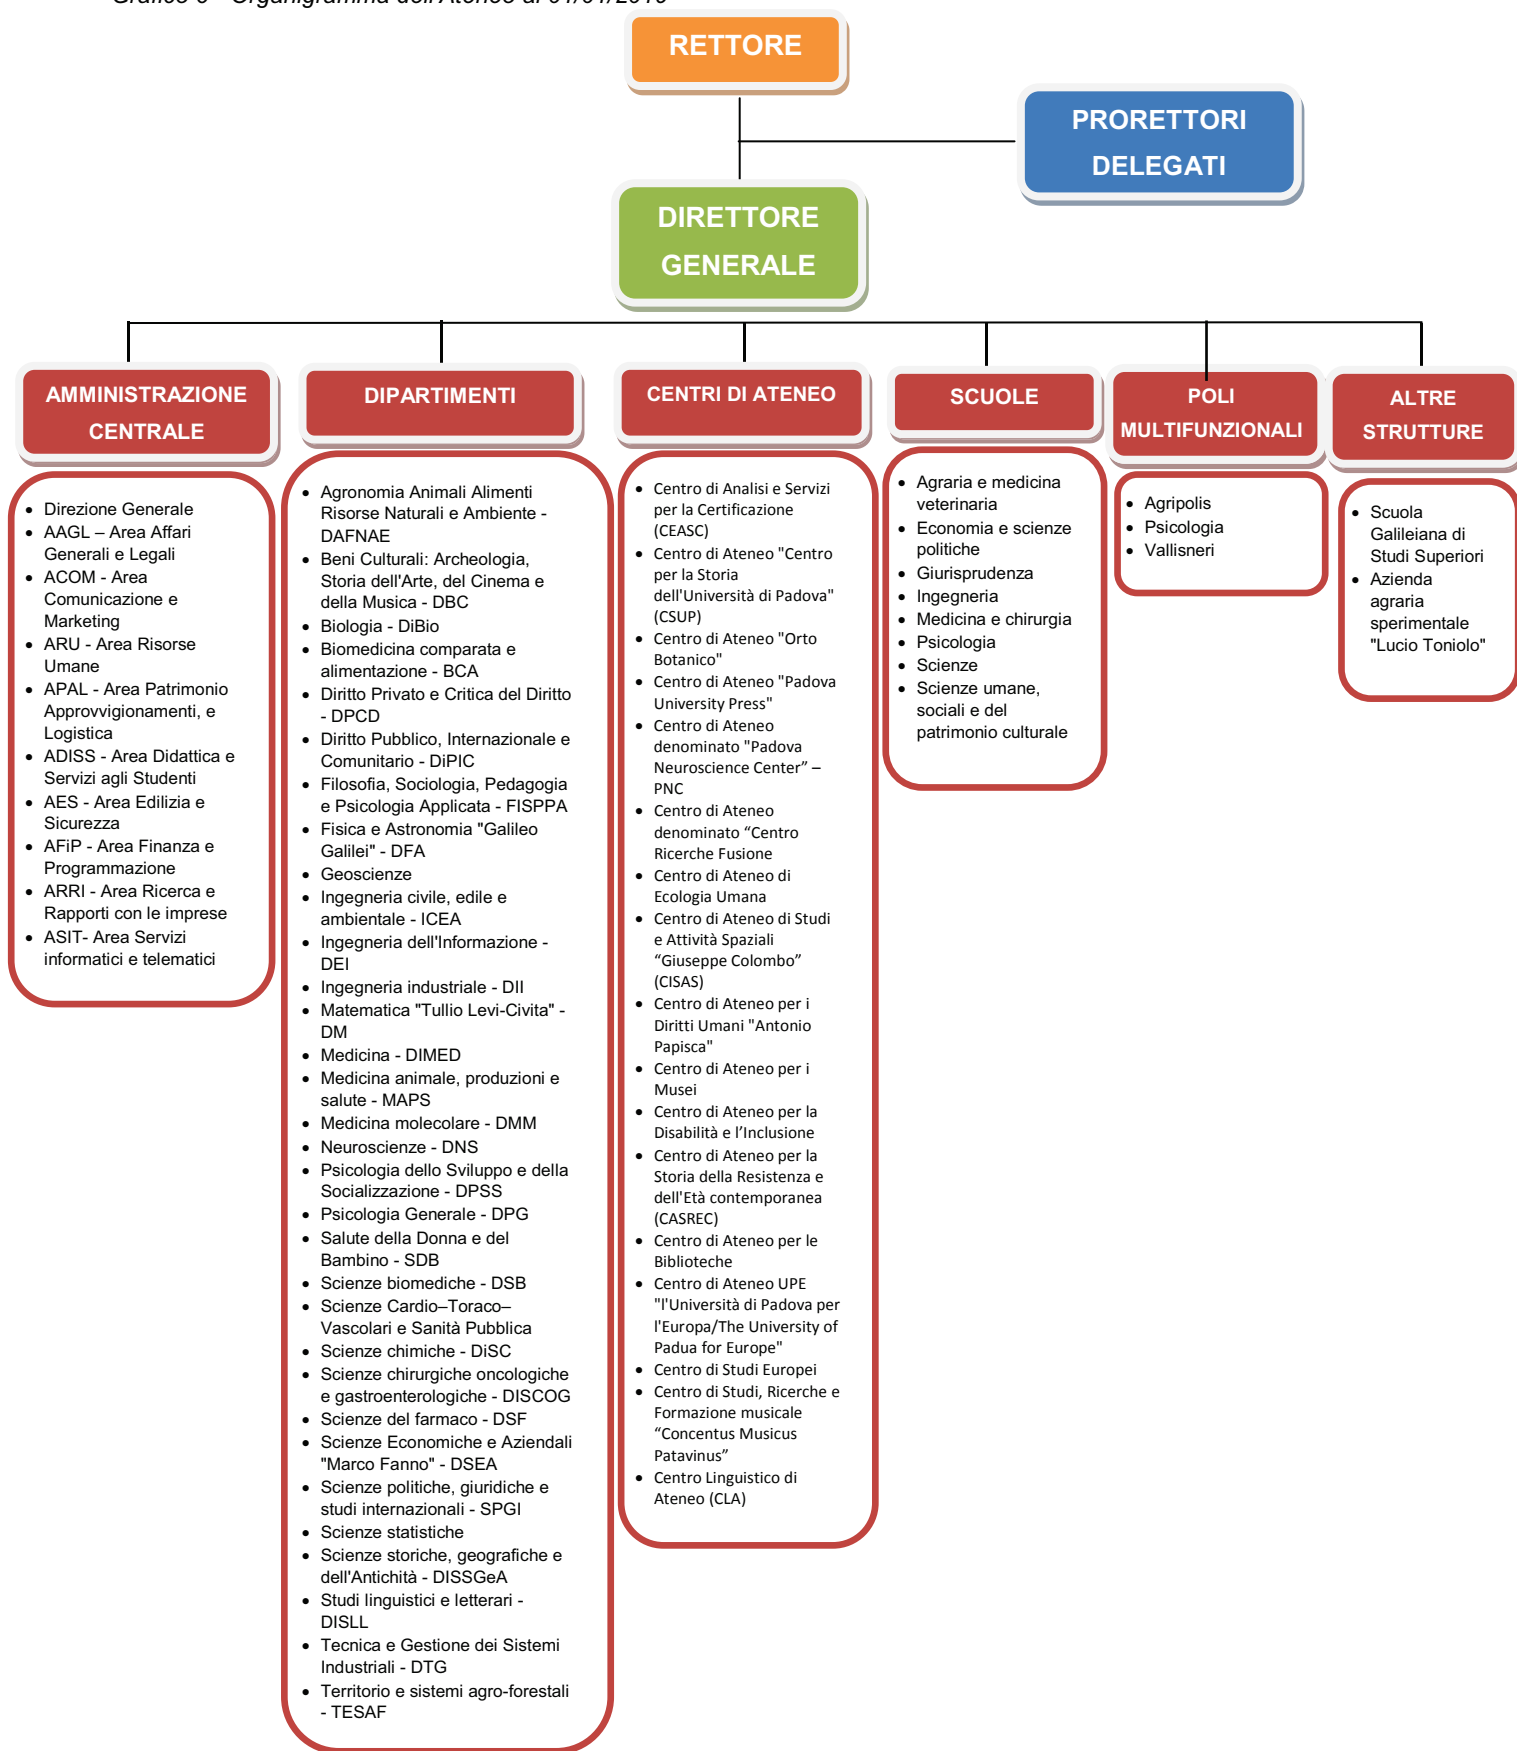 RETTORE
PRORETTORI
DELEGATI
DIRETTORE
GENERALE
AMMINISTRAZIONE
CENTRALE
• Direzione Generale
• AAGL – Area Affari
Generali e Legali
• ACOM - Area
Comunicazione e
Marketing
• ARU - Area Risorse
Umane
• APAL - Area Patrimonio
Approvvigionamenti, e
Logistica
• ADISS - Area Didattica e
Servizi agli Studenti
• AES - Area Edilizia e
Sicurezza
• AFiP - Area Finanza e
Programmazione
• ARRI - Area Ricerca e
Rapporti con le imprese
• ASIT- Area Servizi
informatici e telematici
DIPARTIMENTI
• Agronomia Animali Alimenti
Risorse Naturali e Ambiente -
DAFNAE
• Beni Culturali: Archeologia,
Storia dell'Arte, del Cinema e
della Musica - DBC
• Biologia - DiBio
• Biomedicina comparata e
alimentazione - BCA
• Diritto Privato e Critica del Diritto
- DPCD
• Diritto Pubblico, Internazionale e
Comunitario - DiPIC
• Filosofia, Sociologia, Pedagogia
e Psicologia Applicata - FISPPA
• Fisica e Astronomia "Galileo
Galilei" - DFA
• Geoscienze
• Ingegneria civile, edile e
ambientale - ICEA
• Ingegneria dell'Informazione -
DEI
• Ingegneria industriale - DII
• Matematica "Tullio Levi-Civita" -
DM
• Medicina - DIMED
• Medicina animale, produzioni e
salute - MAPS
• Medicina molecolare - DMM
• Neuroscienze - DNS
• Psicologia dello Sviluppo e della
Socializzazione - DPSS
• Psicologia Generale - DPG
• Salute della Donna e del
Bambino - SDB
• Scienze biomediche - DSB
• Scienze Cardio–Toraco–
Vascolari e Sanità Pubblica
• Scienze chimiche - DiSC
• Scienze chirurgiche oncologiche
e gastroenterologiche - DISCOG
• Scienze del farmaco - DSF
• Scienze Economiche e Aziendali
"Marco Fanno" - DSEA
• Scienze politiche, giuridiche e
studi internazionali - SPGI
• Scienze statistiche
• Scienze storiche, geografiche e
dell'Antichità - DISSGeA
• Studi linguistici e letterari -
DISLL
• Tecnica e Gestione dei Sistemi
Industriali - DTG
• Territorio e sistemi agro-forestali
- TESAF
CENTRI DI ATENEO
• Centro di Analisi e Servizi
per la Certificazione
(CEASC)
• Centro di Ateneo "Centro
per la Storia
dell'Università di Padova"
(CSUP)
• Centro di Ateneo "Orto
Botanico"
• Centro di Ateneo "Padova
University Press"
• Centro di Ateneo
denominato "Padova
Neuroscience Center” –
PNC
• Centro di Ateneo
denominato “Centro
Ricerche Fusione
• Centro di Ateneo di
Ecologia Umana
• Centro di Ateneo di Studi
e Attività Spaziali
“Giuseppe Colombo”
(CISAS)
• Centro di Ateneo per i
Diritti Umani "Antonio
Papisca"
• Centro di Ateneo per i
Musei
• Centro di Ateneo per la
Disabilità e l’Inclusione
• Centro di Ateneo per la
Storia della Resistenza e
dell'Età contemporanea
(CASREC)
• Centro di Ateneo per le
Biblioteche
• Centro di Ateneo UPE
"l'Università di Padova per
l'Europa/The University of
Padua for Europe"
• Centro di Studi Europei
• Centro di Studi, Ricerche e
Formazione musicale
“Concentus Musicus
Patavinus”
• Centro Linguistico di
Ateneo (CLA)
SCUOLE
• Agraria e medicina
veterinaria
• Economia e scienze
politiche
• Giurisprudenza
• Ingegneria
• Medicina e chirurgia
• Psicologia
• Scienze
• Scienze umane,
sociali e del
patrimonio culturale
POLI
MULTIFUNZIONALI
• Agripolis
• Psicologia
• Vallisneri
ALTRE
STRUTTURE
• Scuola
Galileiana di
Studi Superiori
• Azienda
agraria
sperimentale
"Lucio Toniolo"